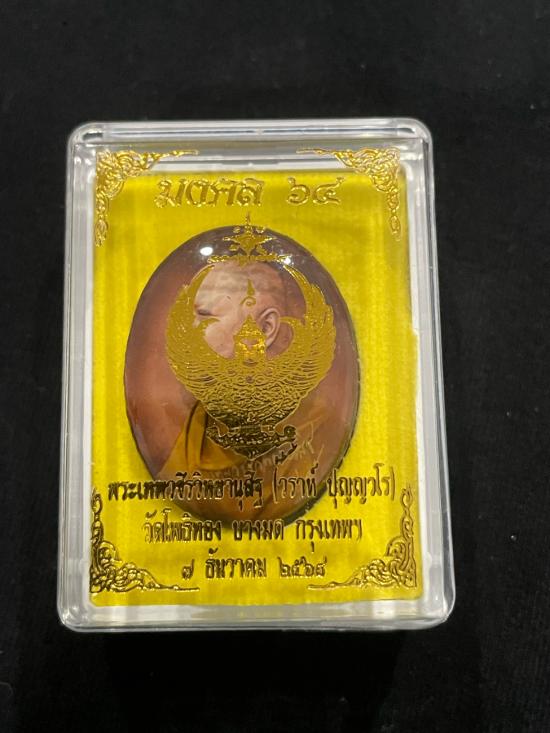 มงคล ๖๔
พระเทพวชิรวิทยานุสิฐ (วราห์ ปุญฺญวโร)
วัดโพธิทอง บางมด กรุงเทพฯ
๗ ธันวาคม ๒๕๖๘